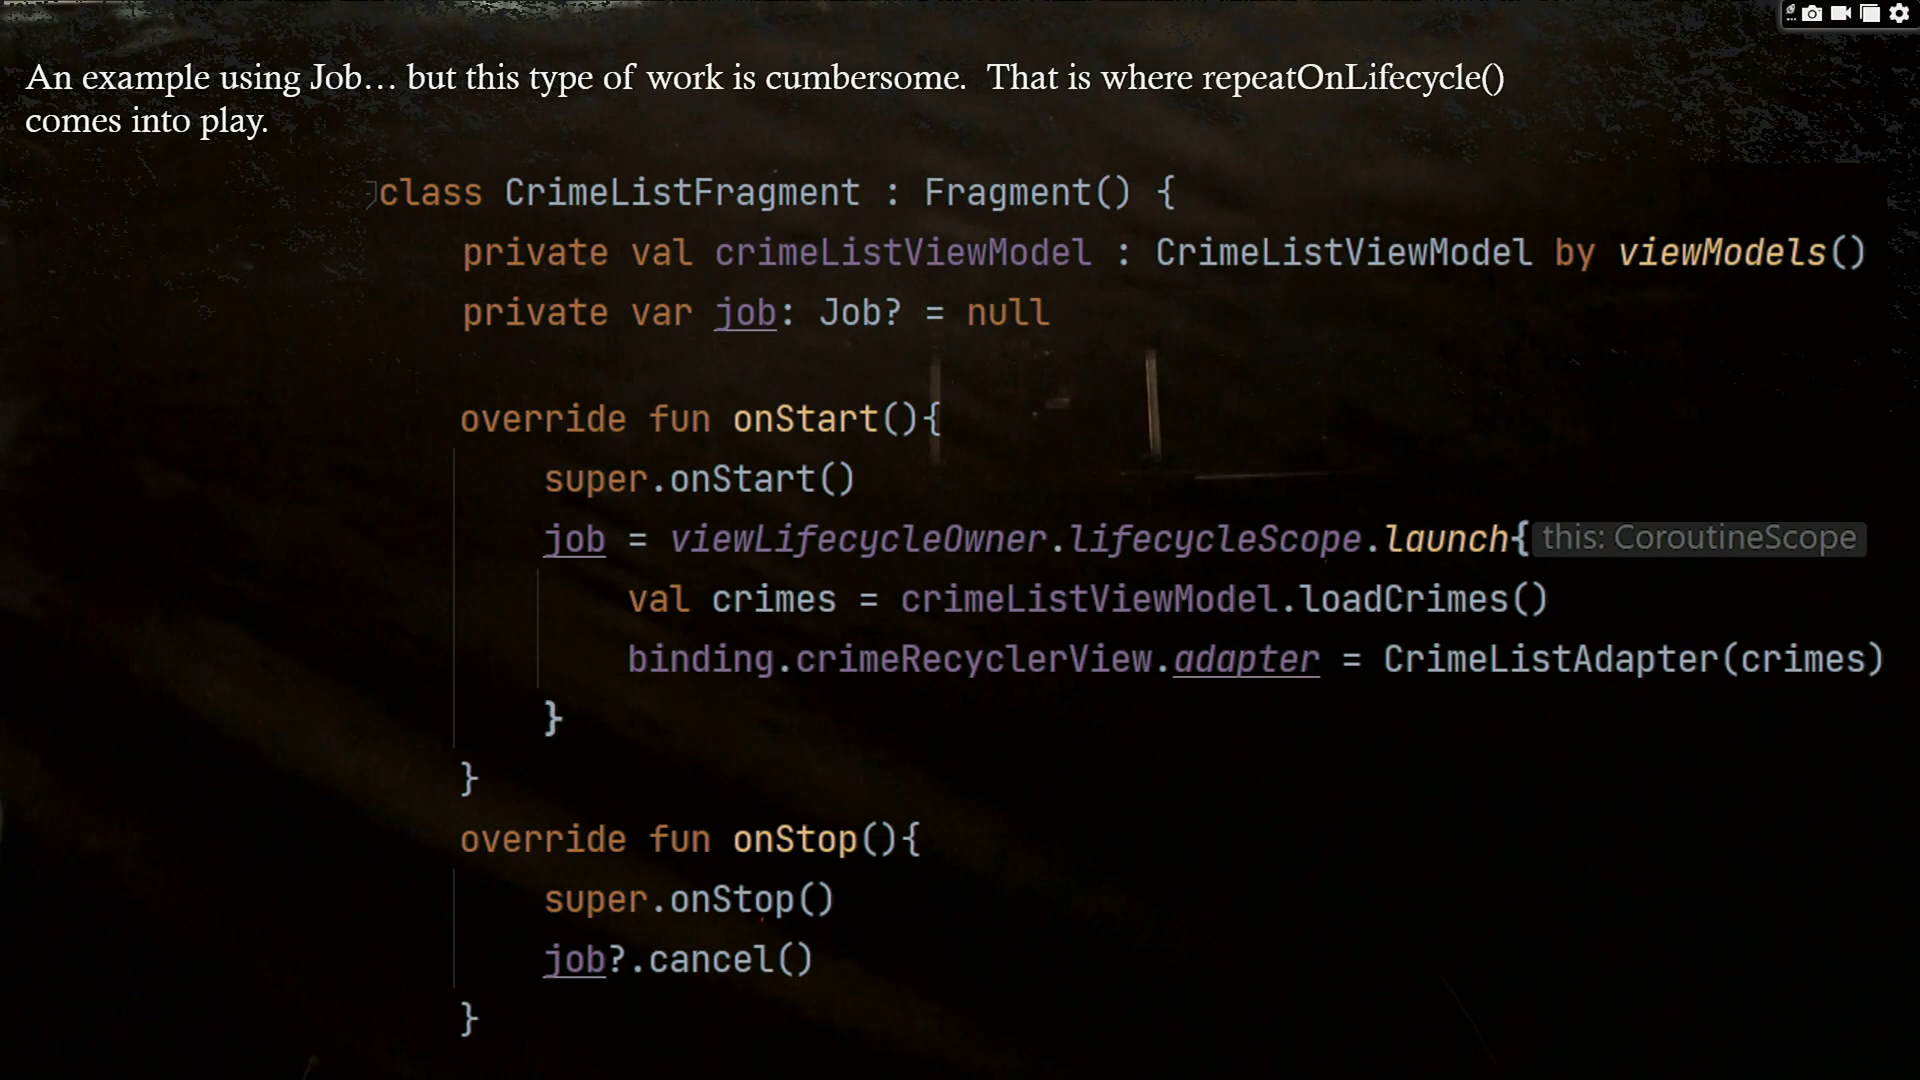 An example using Job... but this type of work is cumbersome.  That is where repeatOnLifecycle()
comes into play.
class CrimeListFragment : Fragment() {
    private val crimeListViewModel : CrimeListViewModel by viewModels()
    private var job: Job? = null
    override fun onStart(){
        super.onStart()
        job = viewLifecycleOwner.lifecycleScope.launch{ this: CoroutineScope
            val crimes = crimeListViewModel.loadCrimes()
            binding.crimeRecyclerView.adapter = CrimeListAdapter(crimes)
        }
    }
    override fun onStop(){
        super.onStop()
        job?.cancel()
    }